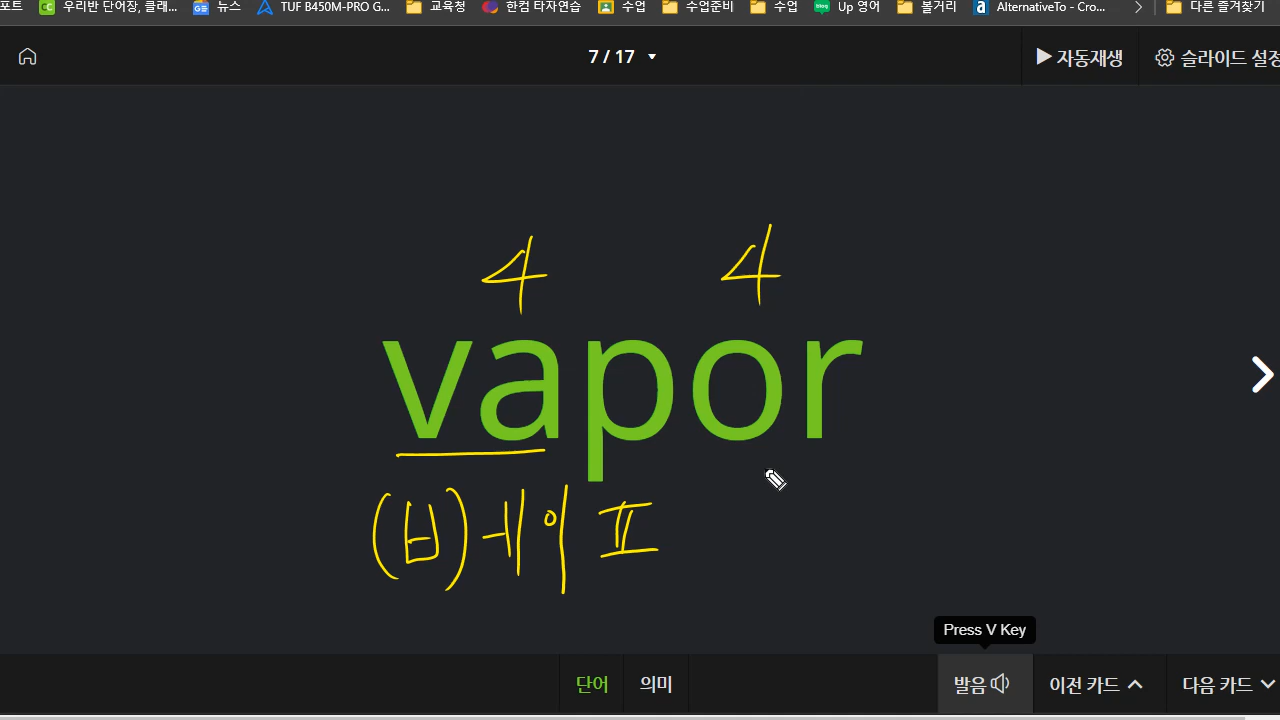 포트 우리반 단어장, 클래... 뉴스 TUF B450M-PRO G... 교육청 한컴 타자연습 수업 수업준비 수업 Up 영어 볼거리 AlternativeTo - Cro... 다른 즐겨찾기
7 / 17 자동재생 슬라이드 설정
4 4
vapor
(ㅂ)ㅔ이 ㅍ
Press V Key
단어 의미 발음 이전 카드 다음 카드